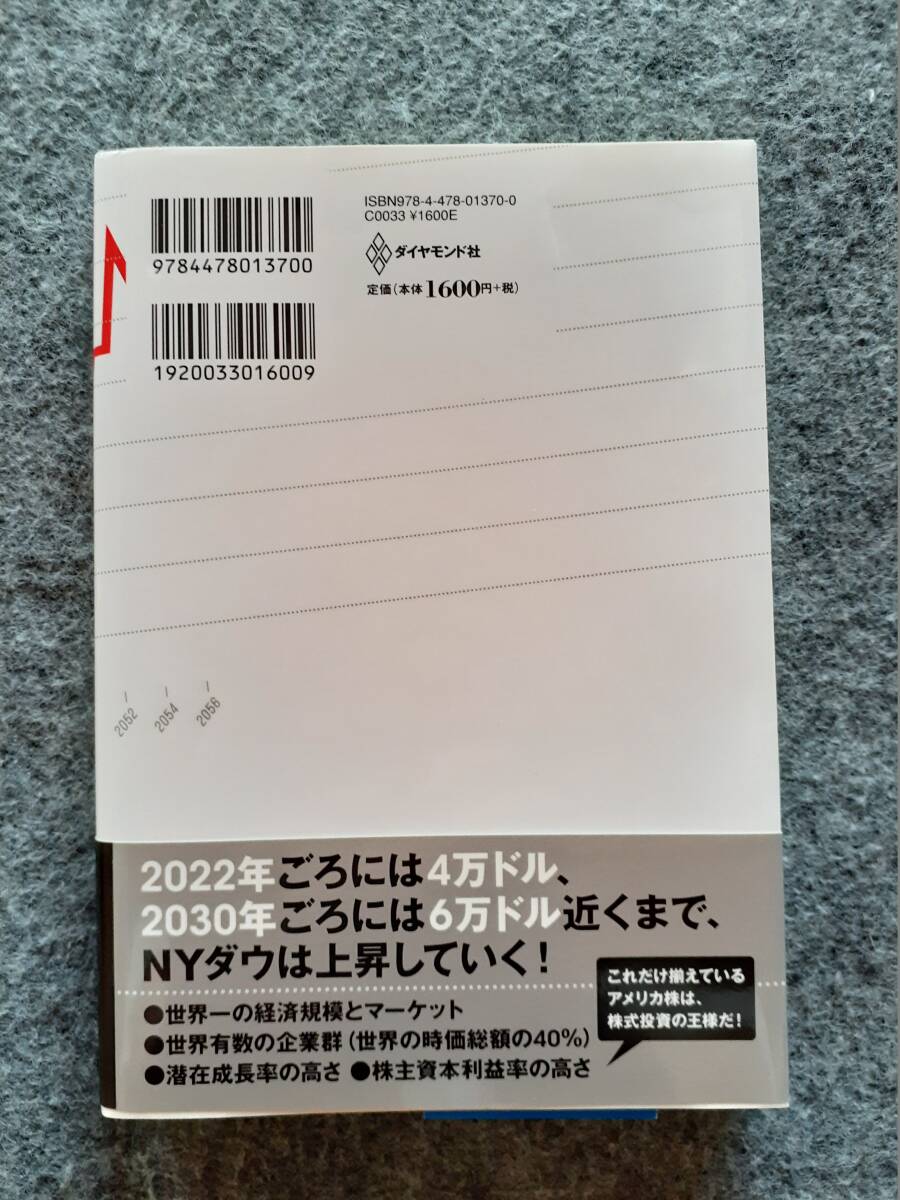 ISBN978-4-478-01370-0
C0033 ¥1600E
9784478013700
ダイヤモンド社
定価(本体1600円+税)
1920033016009
2052
2054
2056
2022年ごろには4万ドル、
2030年ごろには6万ドル近くまで、
NYダウは上昇していく!
●世界一の経済規模とマーケット
●世界有数の企業群(世界の時価総額の40%)
●潜在成長率の高さ ●株主資本利益率の高さ
これだけ揃えている
アメリカ株は、
株式投資の王様だ!